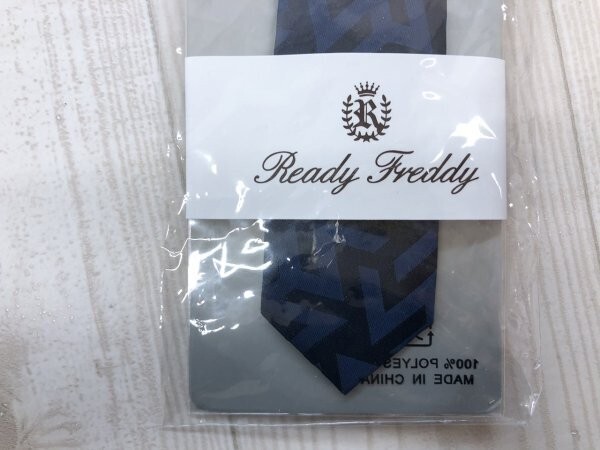 R
Ready Freddy
100% POLYES
MADE IN CHINA